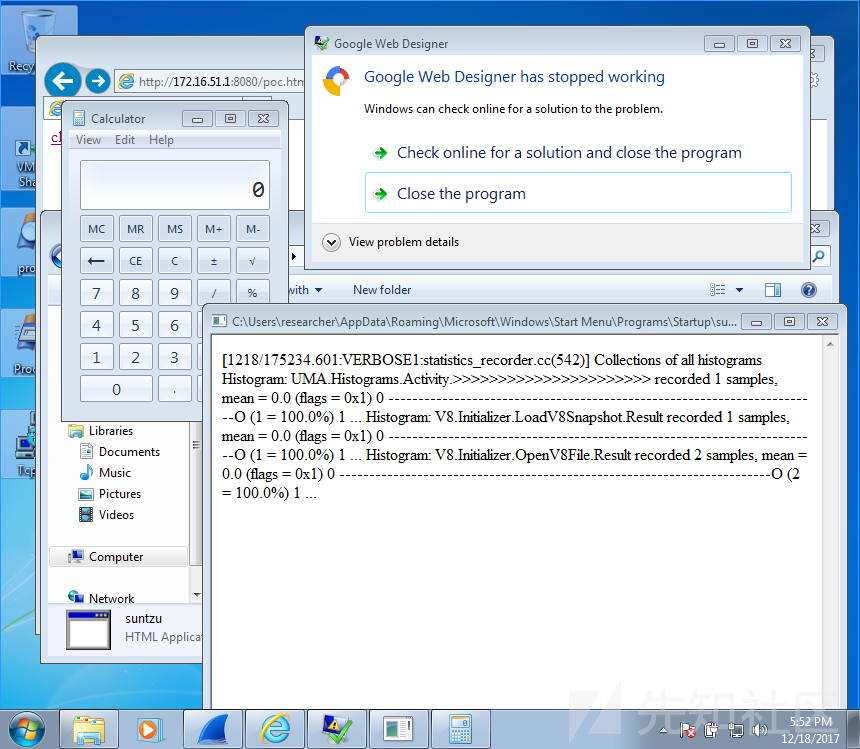 Recy
VM
Sha
pro
Proc
Tcp
http://172.16.51.1:8080/poc.htm
cl
Google Web Designer
Google Web Designer has stopped working
Windows can check online for a solution to the problem.
Check online for a solution and close the program
Close the program
View problem details
Calculator
View Edit Help
0
MC MR MS M+ M-
← CE C ± √
7 8 9 / %
4 5 6
1 2 3
0 .
with
New folder
Libraries
Documents
Music
Pictures
Videos
Computer
Network
suntzu
HTML Applica
C:\Users\researcher\AppData\Roaming\Microsoft\Windows\Start Menu\Programs\Startup\su...
[1218/175234.601:VERBOSE1:statistics_recorder.cc(542)] Collections of all histograms
Histogram: UMA.Histograms.Activity.>>>>>>>>>>>>>>>>>>>>>> recorded 1 samples,
mean = 0.0 (flags = 0x1) 0 ----------------------------------------------------------------------
--O (1 = 100.0%) 1 ... Histogram: V8.Initializer.LoadV8Snapshot.Result recorded 1 samples,
mean = 0.0 (flags = 0x1) 0 ----------------------------------------------------------------------
--O (1 = 100.0%) 1 ... Histogram: V8.Initializer.OpenV8File.Result recorded 2 samples, mean =
0.0 (flags = 0x1) 0 ------------------------------------------------------------------------O (2
= 100.0%) 1 ...
先知社区
5:52 PM
12/18/2017